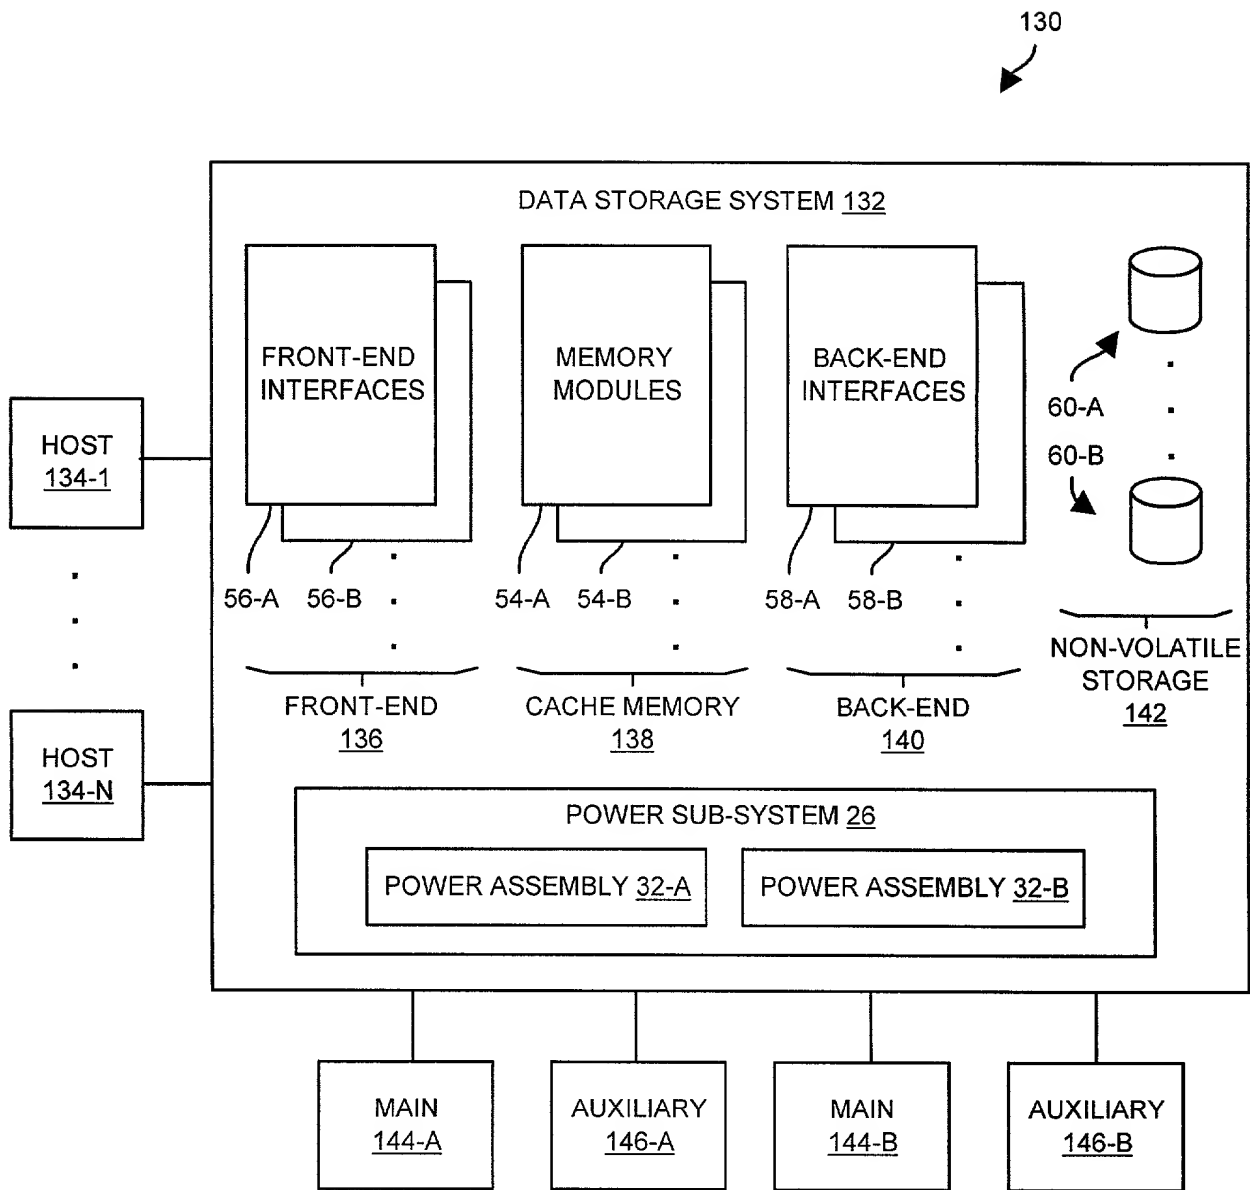 130
DATA STORAGE SYSTEM 132
FRONT-END
INTERFACES
MEMORY
MODULES
BACK-END
INTERFACES
60-A
60-B
HOST
134-1
56-A
56-B
54-A
54-B
58-A
58-B
NON-VOLATILE
STORAGE
142
FRONT-END
136
CACHE MEMORY
138
BACK-END
140
HOST
134-N
POWER SUB-SYSTEM 26
POWER ASSEMBLY 32-A
POWER ASSEMBLY 32-B
MAIN
144-A
AUXILIARY
146-A
MAIN
144-B
AUXILIARY
146-B